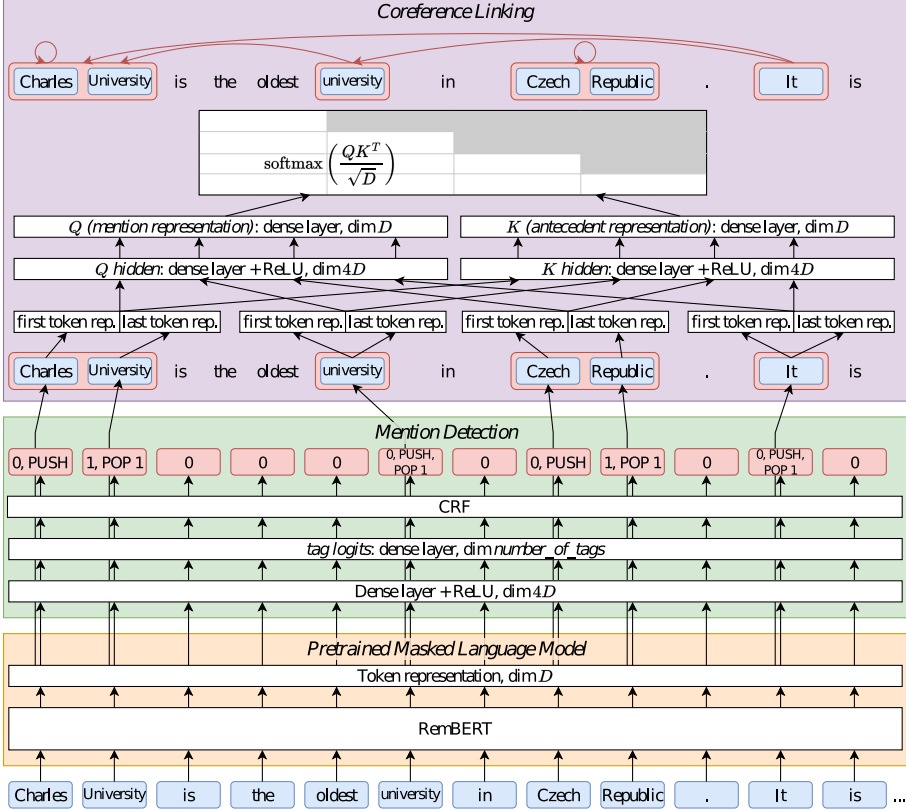 Coreference Linking
Charles University is the oldest university in Czech Republic . It is
softmax ( QK^T / √D )
Q (mention representation): dense layer, dim D
K (antecedent representation): dense layer, dim D
Q hidden: dense layer + ReLU, dim 4D
K hidden: dense layer + ReLU, dim 4D
first token rep. last token rep. first token rep. last token rep. first token rep. last token rep. first token rep. last token rep.
Charles University is the oldest university in Czech Republic . It is
Mention Detection
0, PUSH 1, POP 1 0 0 0 0, PUSH, POP 1 0 0, PUSH 1, POP 1 0 0, PUSH, POP 1 0
CRF
tag logits: dense layer, dim number_of_tags
Dense layer + ReLU, dim 4D
Pretrained Masked Language Model
Token representation, dim D
RemBERT
Charles University is the oldest university in Czech Republic . It is ...